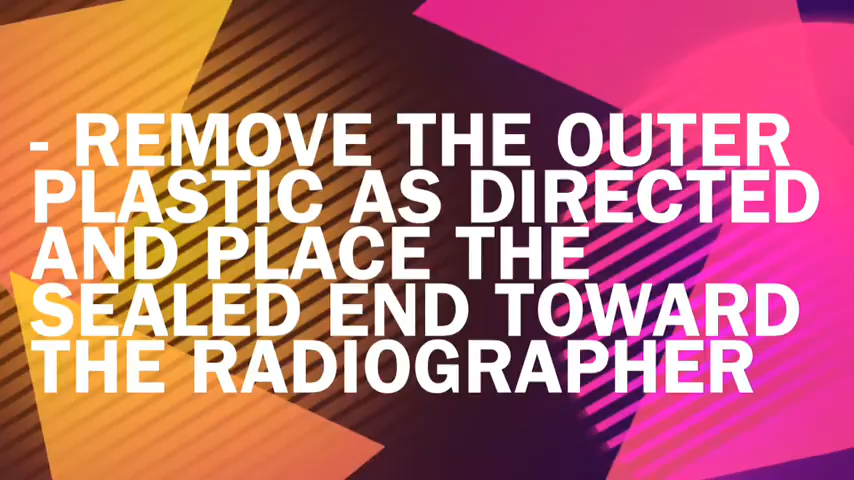 - REMOVE THE OUTER
PLASTIC AS DIRECTED
AND PLACE THE
SEALED END TOWARD
THE RADIOGRAPHER